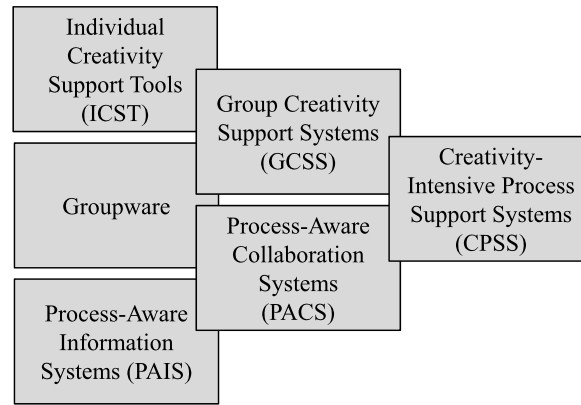 Individual
Creativity
Support Tools
(ICST)
Group Creativity
Support Systems
(GCSS)
Creativity-
Intensive Process
Support Systems
(CPSS)
Groupware
Process-Aware
Collaboration
Systems
(PACS)
Process-Aware
Information
Systems (PAIS)